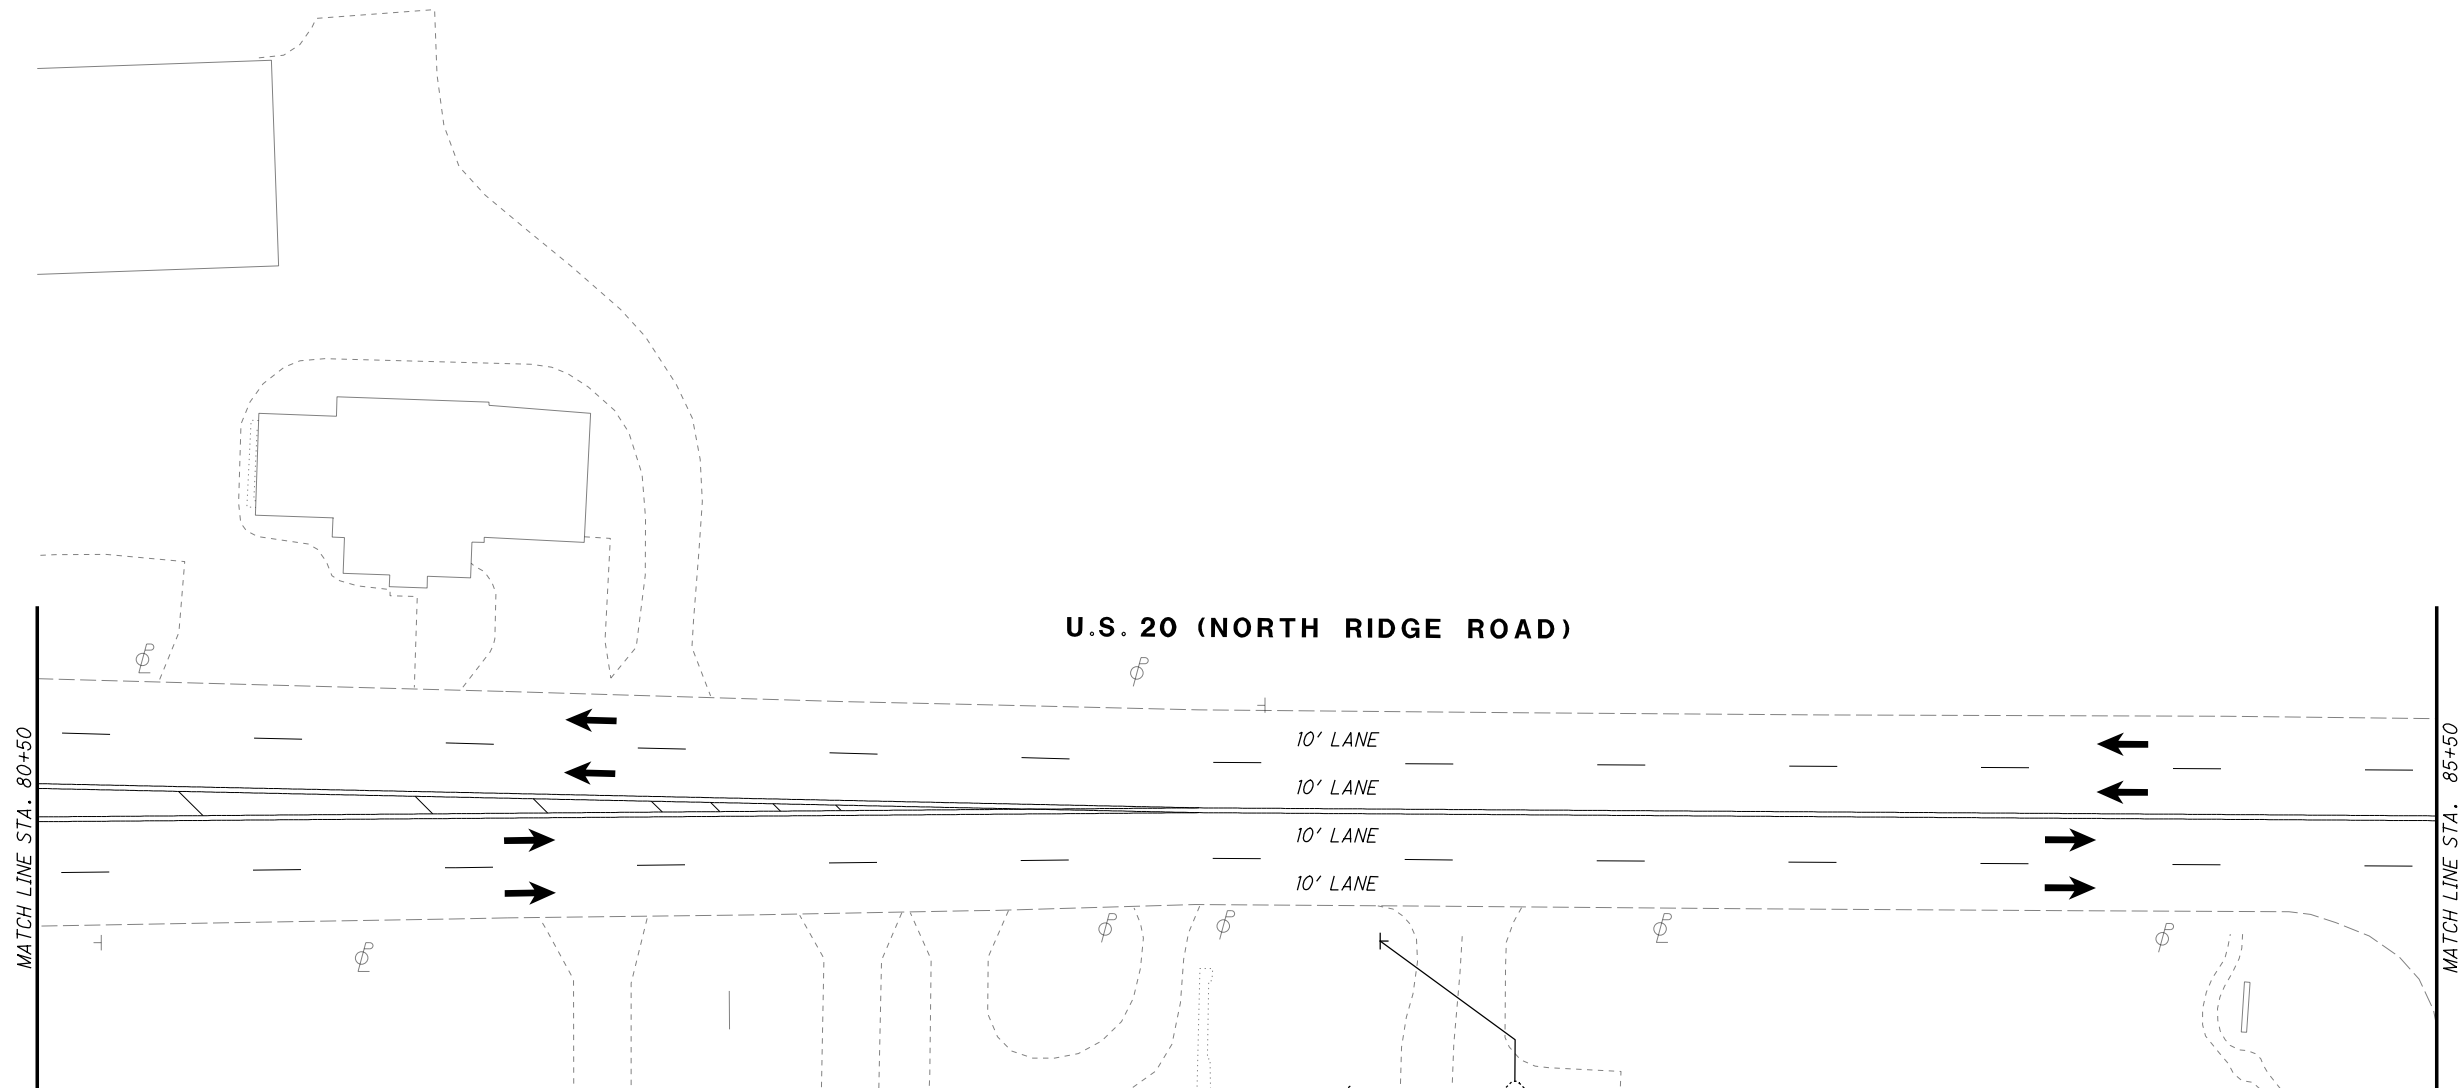 U.S. 20 (NORTH RIDGE ROAD)
MATCH LINE STA. 80+50
10' LANE
10' LANE
10' LANE
10' LANE
MATCH LINE STA. 85+50